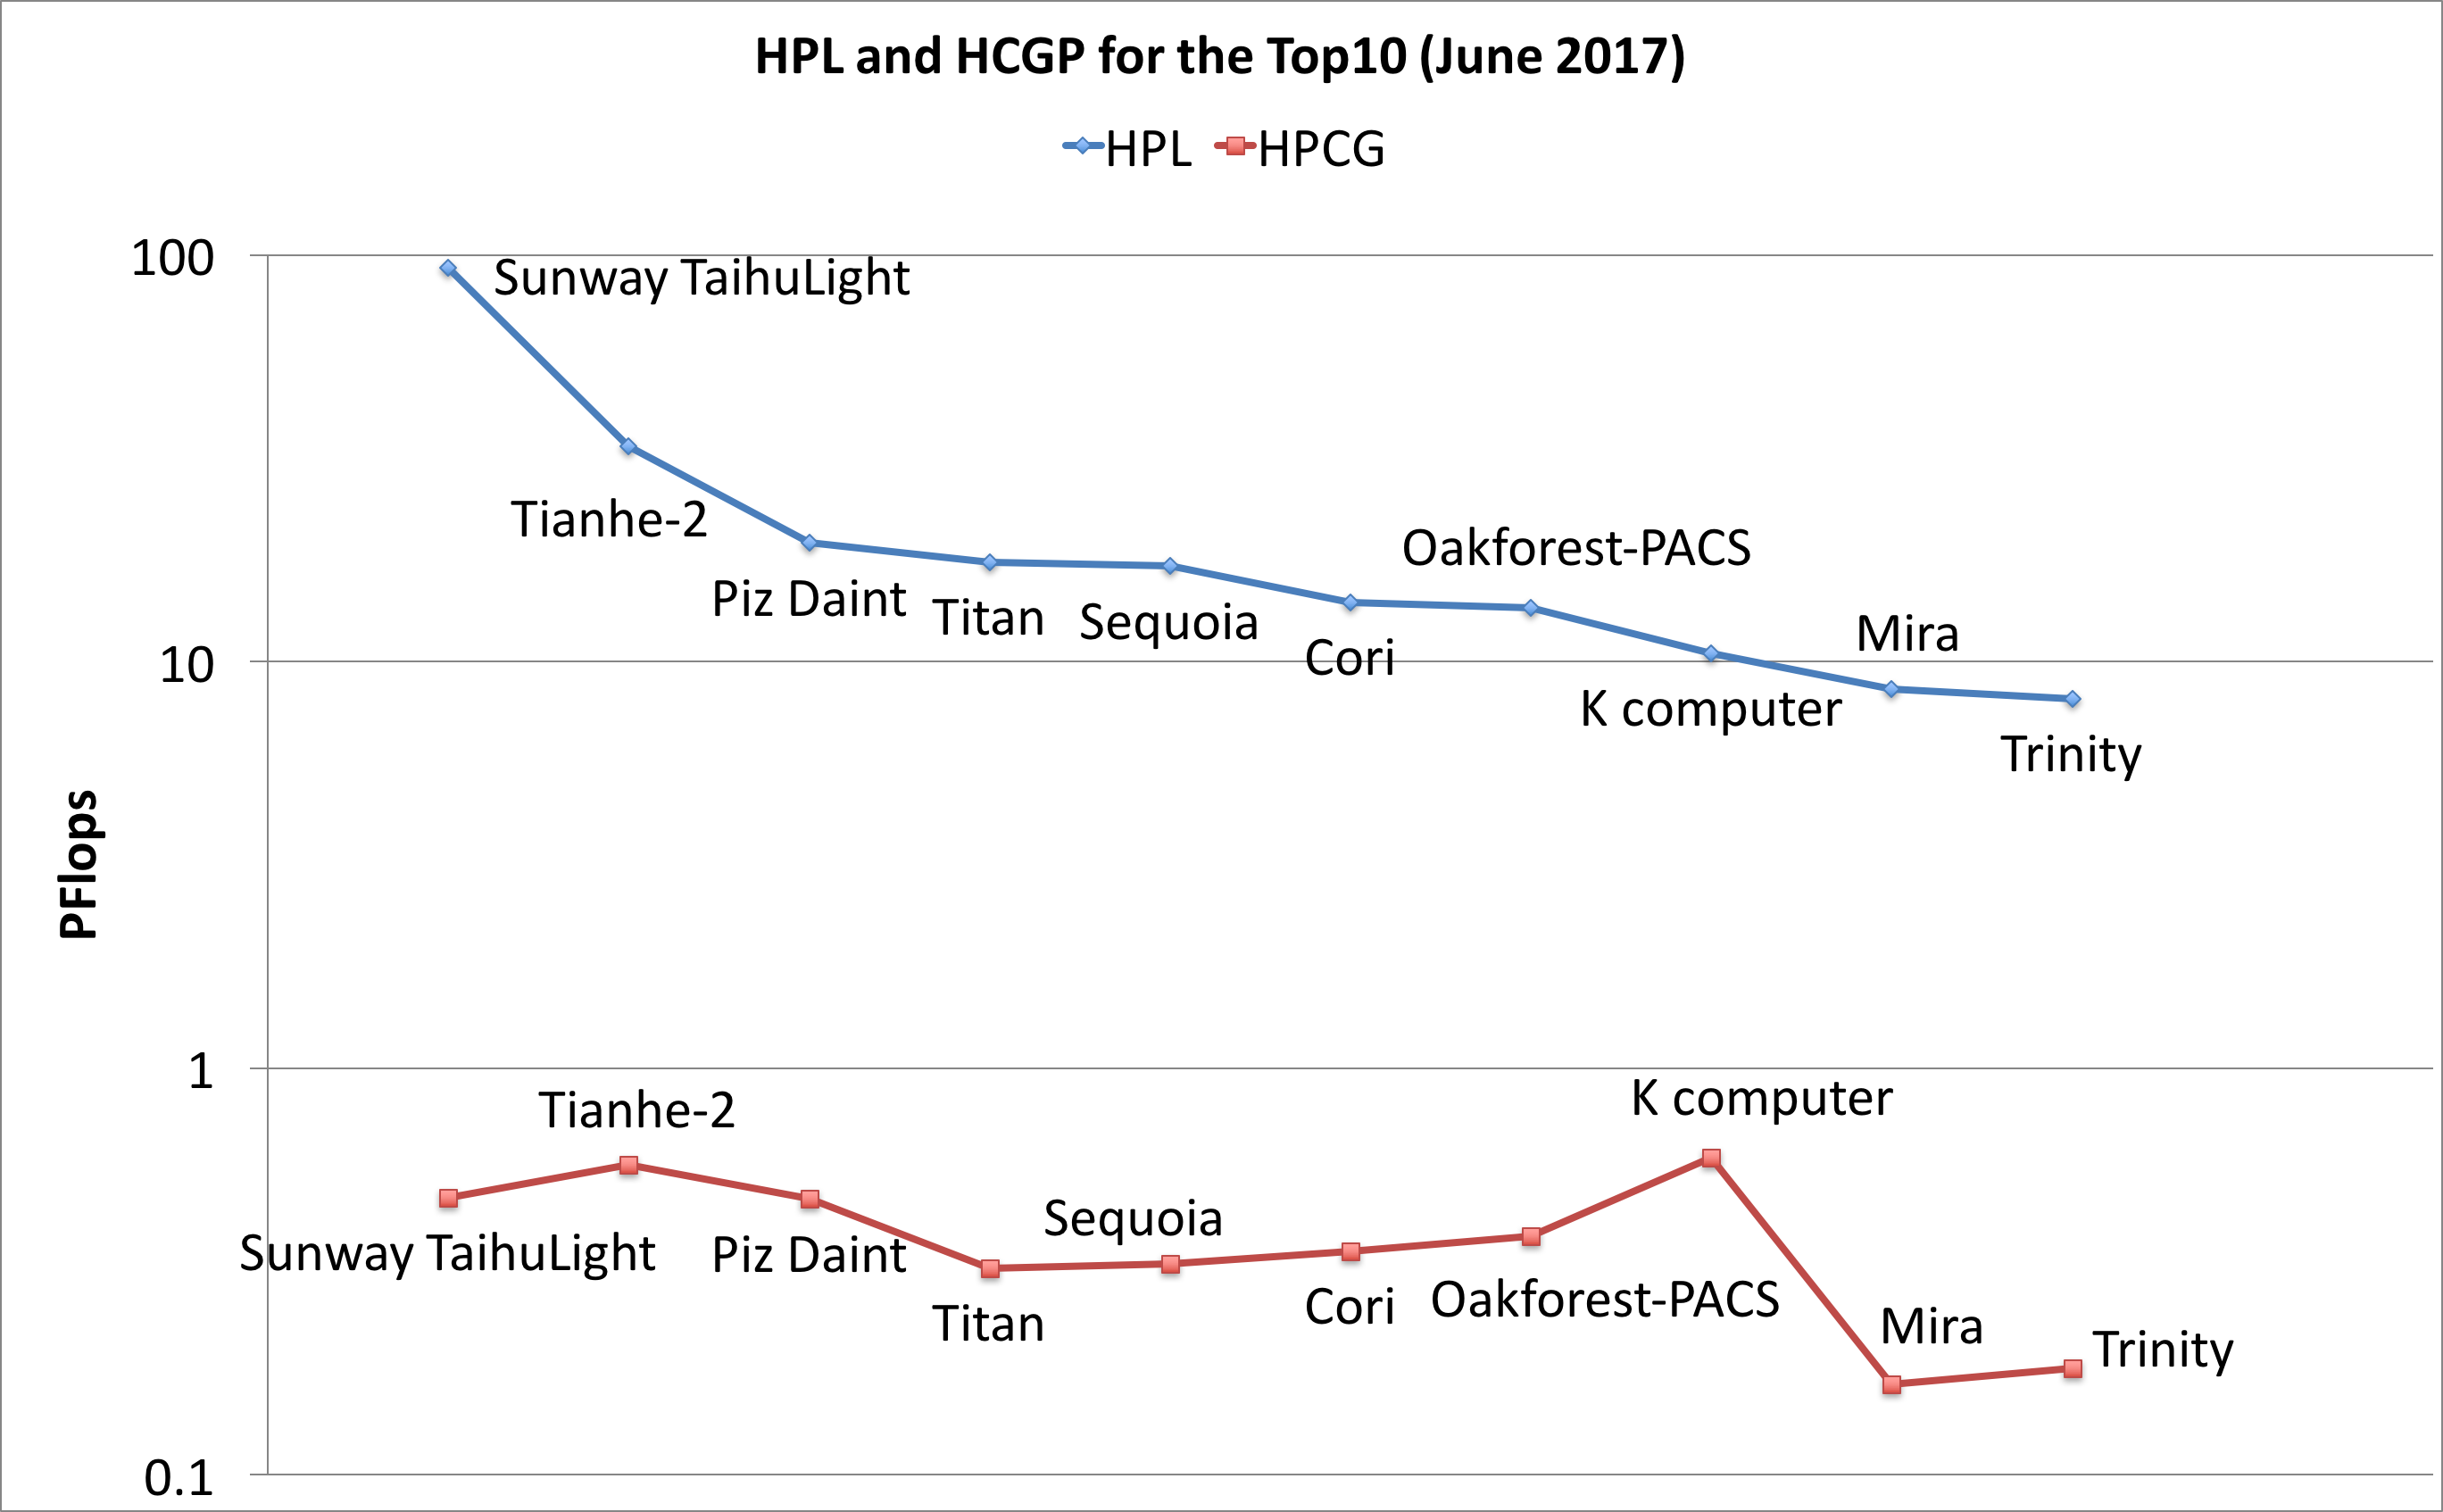 HPL and HCGP for the Top10 (June 2017)
HPL HPCG
100
Sunway TaihuLight
Tianhe-2
Oakforest-PACS
Piz Daint
Titan
Sequoia
Mira
Cori
10
K computer
Trinity
PFlops
1
Tianhe-2
K computer
Sequoia
Sunway TaihuLight
Piz Daint
Oakforest-PACS
Cori
Titan
Mira
Trinity
0.1